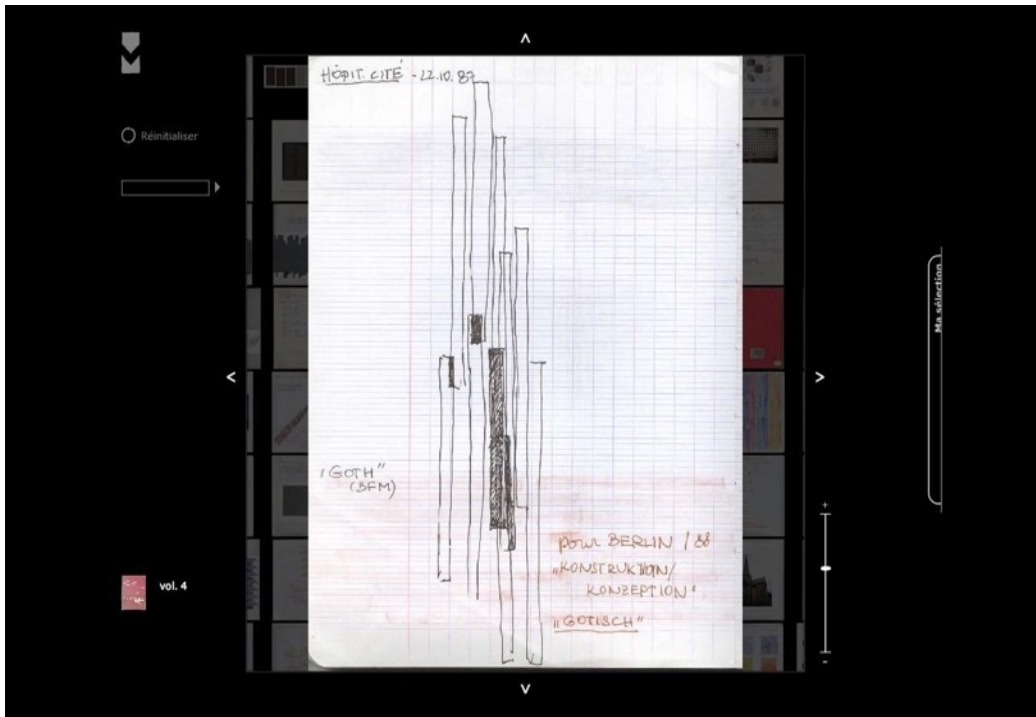 HÔPIT. CITÉ - 22.10.87
Réinitialiser
Ma sélection
"GOTH"
(BFM)
pour BERLIN / 88
"KONSTRUKTION/
KONZEPTION"
"GOTISCH"
vol. 4